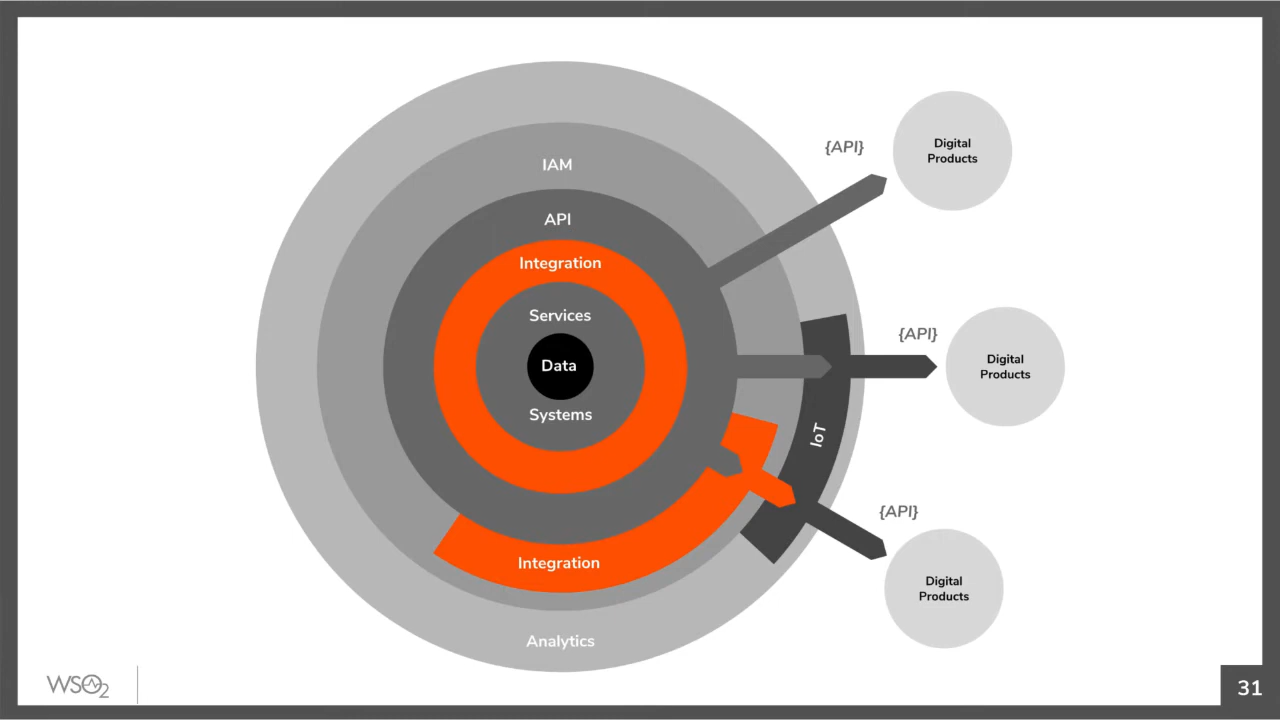 IAM
API
Integration
Services
Data
Systems
Integration
Analytics
IoT
{API}
Digital
Products
{API}
Digital
Products
{API}
Digital
Products
WSO2
31